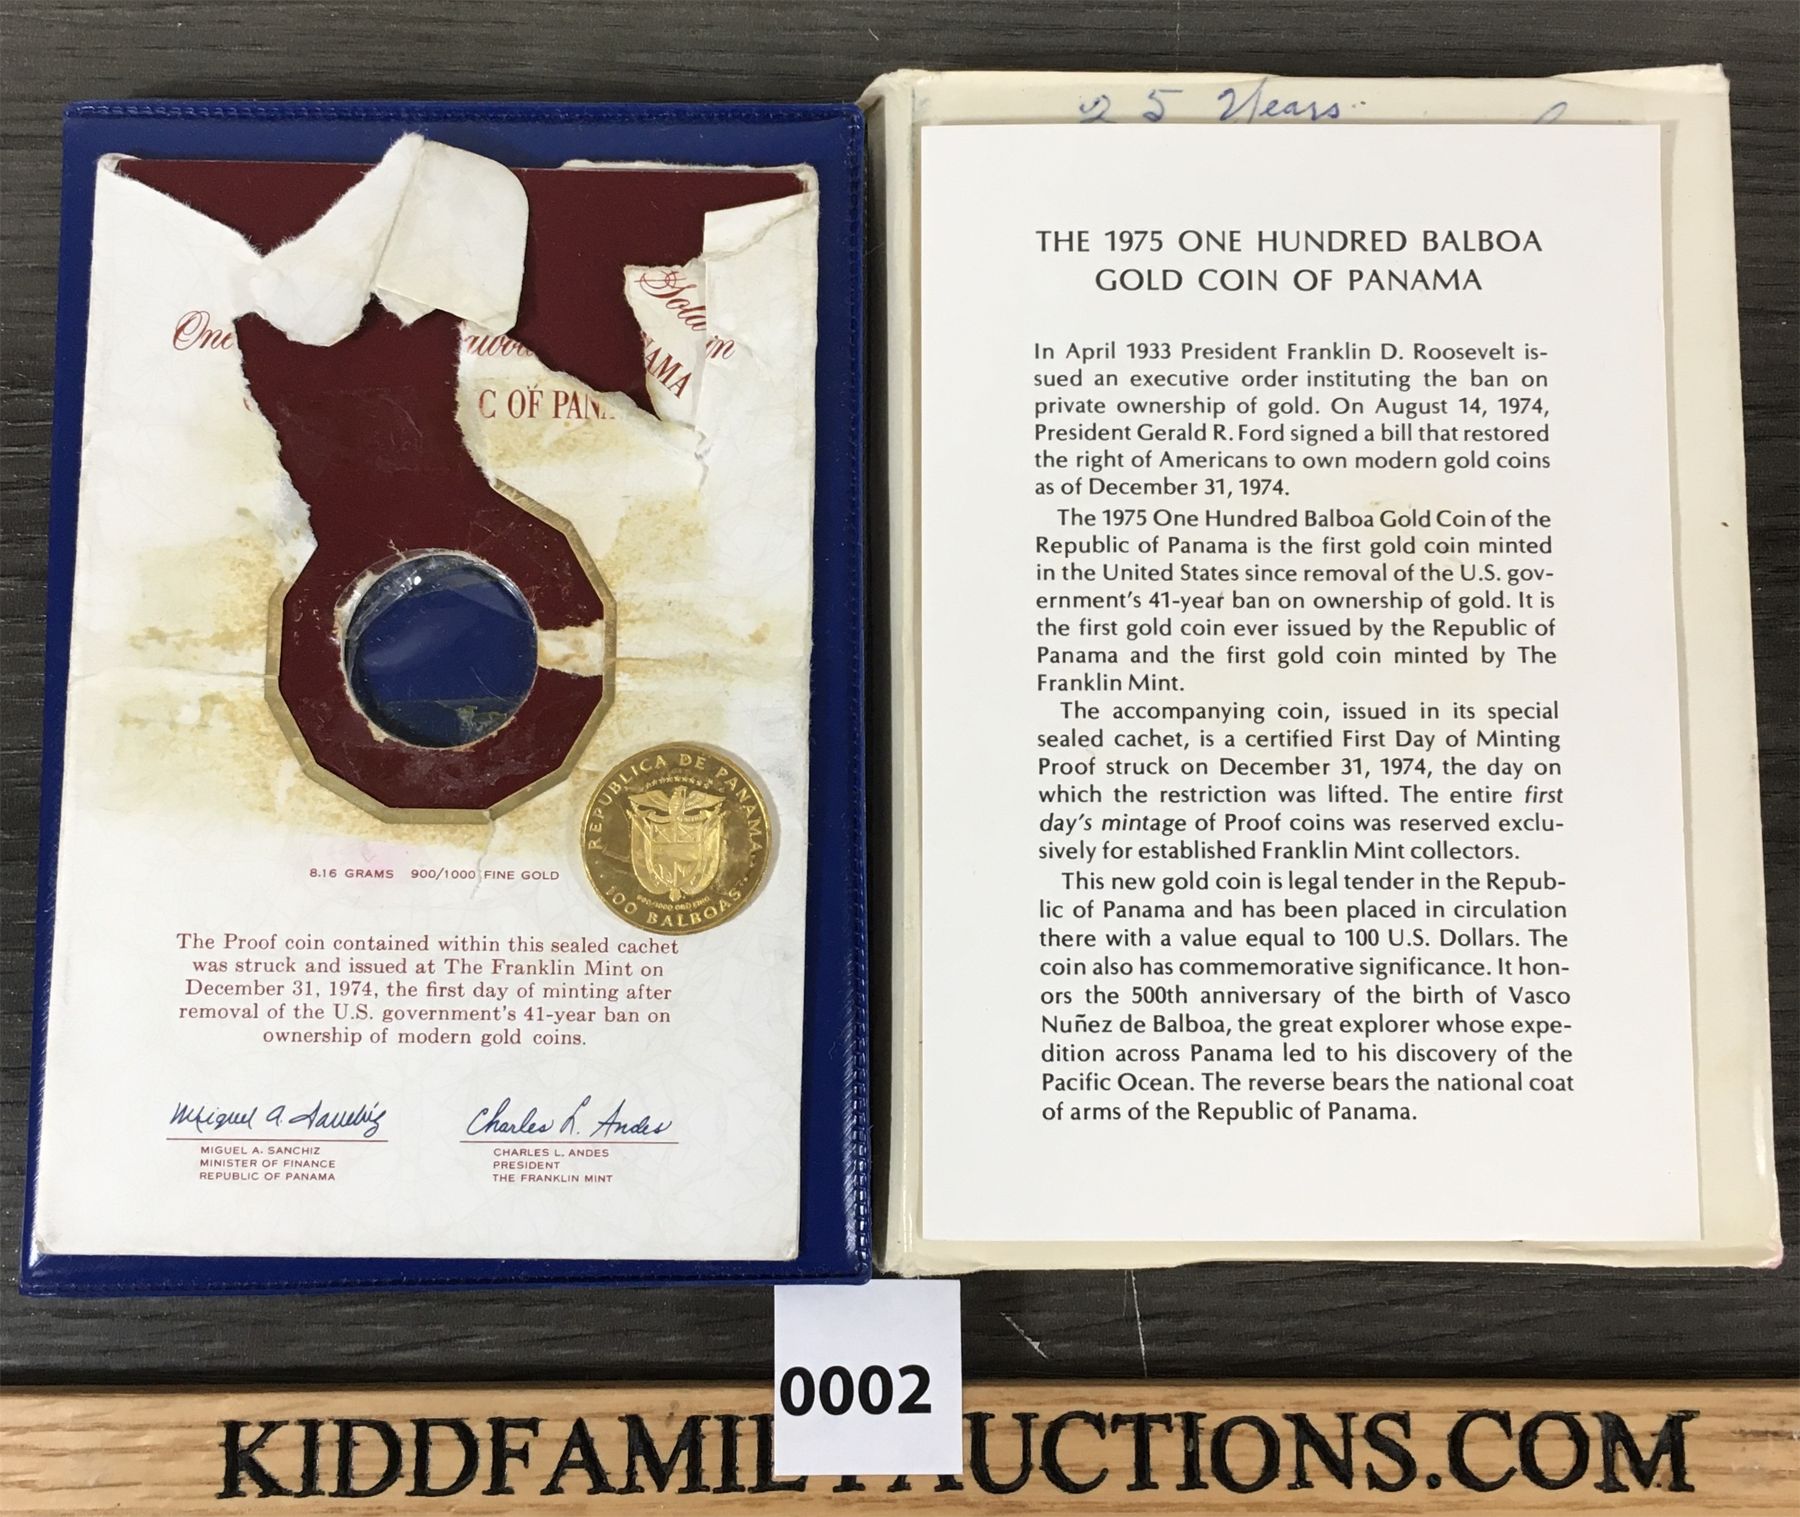 One
Solid
in
C OF PANA
AMA
REPUBLICA DE PANAMA
900/1000 ORO FINO
100 BALBOAS
8.16 GRAMS 900/1000 FINE GOLD
The Proof coin contained within this sealed cachet
was struck and issued at The Franklin Mint on
December 31, 1974, the first day of minting after
removal of the U.S. government's 41-year ban on
ownership of modern gold coins.
Miguel A. Sanchiz
MIGUEL A. SANCHIZ
MINISTER OF FINANCE
REPUBLIC OF PANAMA
Charles L. Andes
CHARLES L. ANDES
PRESIDENT
THE FRANKLIN MINT
25 Years
THE 1975 ONE HUNDRED BALBOA
GOLD COIN OF PANAMA
In April 1933 President Franklin D. Roosevelt is-
sued an executive order instituting the ban on
private ownership of gold. On August 14, 1974,
President Gerald R. Ford signed a bill that restored
the right of Americans to own modern gold coins
as of December 31, 1974.
The 1975 One Hundred Balboa Gold Coin of the
Republic of Panama is the first gold coin minted
in the United States since removal of the U.S. gov-
ernment's 41-year ban on ownership of gold. It is
the first gold coin ever issued by the Republic of
Panama and the first gold coin minted by The
Franklin Mint.
The accompanying coin, issued in its special
sealed cachet, is a certified First Day of Minting
Proof struck on December 31, 1974, the day on
which the restriction was lifted. The entire first
day's mintage of Proof coins was reserved exclu-
sively for established Franklin Mint collectors.
This new gold coin is legal tender in the Repub-
lic of Panama and has been placed in circulation
there with a value equal to 100 U.S. Dollars. The
coin also has commemorative significance. It hon-
ors the 500th anniversary of the birth of Vasco
Nuñez de Balboa, the great explorer whose expe-
dition across Panama led to his discovery of the
Pacific Ocean. The reverse bears the national coat
of arms of the Republic of Panama.
0002
KIDDFAMILYAUCTIONS.COM